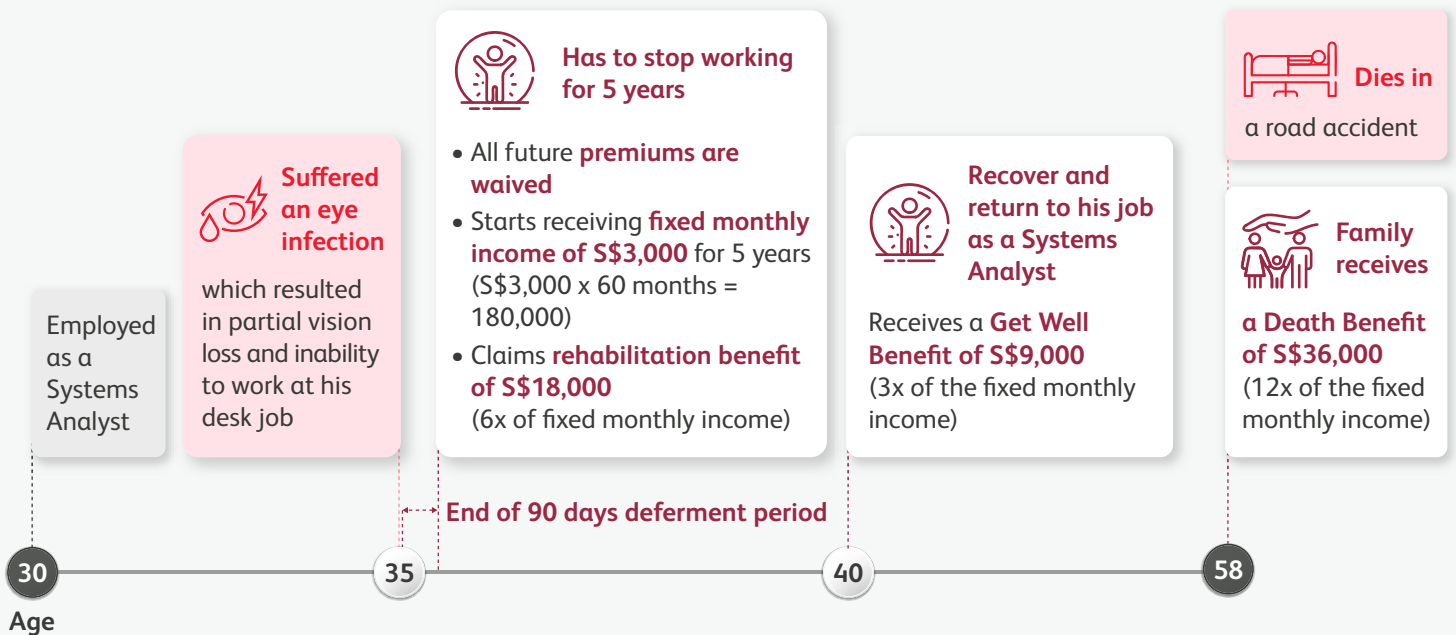 Employed
as a
Systems
Analyst
Suffered
an eye
infection
which resulted
in partial vision
loss and inability
to work at his
desk job
Has to stop working
for 5 years
• All future premiums are
waived
• Starts receiving fixed monthly
income of S$3,000 for 5 years
(S$3,000 x 60 months =
180,000)
• Claims rehabilitation benefit
of S$18,000
(6x of fixed monthly income)
Recover and
return to his job
as a Systems
Analyst
Receives a Get Well
Benefit of S$9,000
(3x of the fixed monthly
income)
Dies in
a road accident
Family
receives
a Death Benefit
of S$36,000
(12x of the fixed
monthly income)
End of 90 days deferment period
30
35
40
58
Age